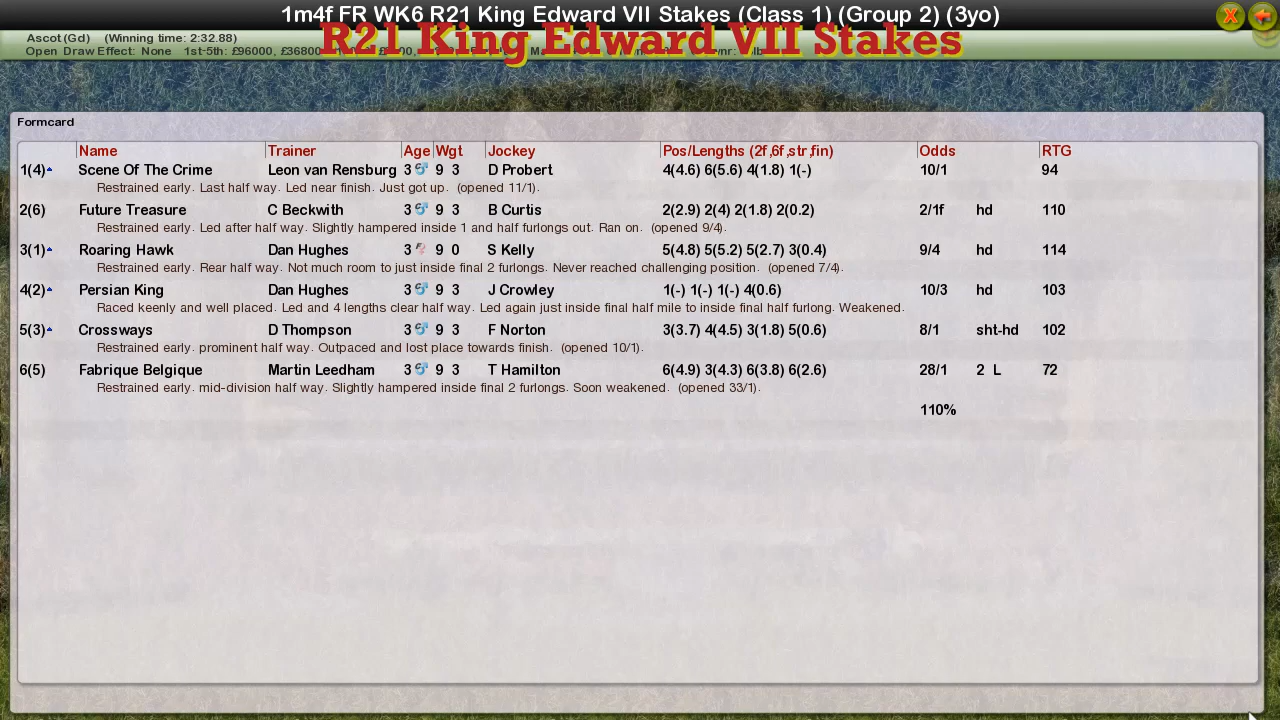 1m4f FR WK6 R21 King Edward VII Stakes (Class 1) (Group 2) (3yo)
R21 King Edward VII Stakes
Ascot(Gd) (Winning time: 2:32.88)
Open Draw Effect: None 1st-5th: £96000, £36800
Formcard
Name Trainer Age Wgt Jockey Pos/Lengths (2f,6f,str,fin) Odds RTG
1(4) Scene Of The Crime Leon van Rensburg 3 9 3 D Probert 4(4.6) 6(5.6) 4(1.8) 1(-) 10/1 94
Restrained early. Last half way. Led near finish. Just got up. (opened 11/1).
2(6) Future Treasure C Beckwith 3 9 3 B Curtis 2(2.9) 2(4) 2(1.8) 2(0.2) 2/1f hd 110
Restrained early. Led after half way. Slightly hampered inside 1 and half furlongs out. Ran on. (opened 9/4).
3(1) Roaring Hawk Dan Hughes 3 9 0 S Kelly 5(4.8) 5(5.2) 5(2.7) 3(0.4) 9/4 hd 114
Restrained early. Rear half way. Not much room to just inside final 2 furlongs. Never reached challenging position. (opened 7/4).
4(2) Persian King Dan Hughes 3 9 3 J Crowley 1(-) 1(-) 1(-) 4(0.6) 10/3 hd 103
Raced keenly and well placed. Led and 4 lengths clear half way. Led again just inside final half mile to inside final half furlong. Weakened.
5(3) Crossways D Thompson 3 9 3 F Norton 3(3.7) 4(4.5) 3(1.8) 5(0.6) 8/1 sht-hd 102
Restrained early. prominent half way. Outpaced and lost place towards finish. (opened 10/1).
6(5) Fabrique Belgique Martin Leedham 3 9 3 T Hamilton 6(4.9) 3(4.3) 6(3.8) 6(2.6) 28/1 2 L 72
Restrained early. mid-division half way. Slightly hampered inside final 2 furlongs. Soon weakened. (opened 33/1).
110%